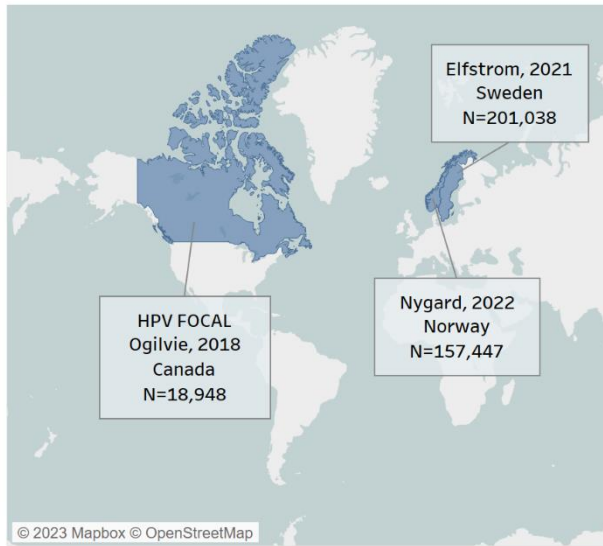 Elfstrom, 2021
Sweden
N=201,038
Nygard, 2022
Norway
N=157,447
HPV FOCAL
Ogilvie, 2018
Canada
N=18,948
© 2023 Mapbox © OpenStreetMap